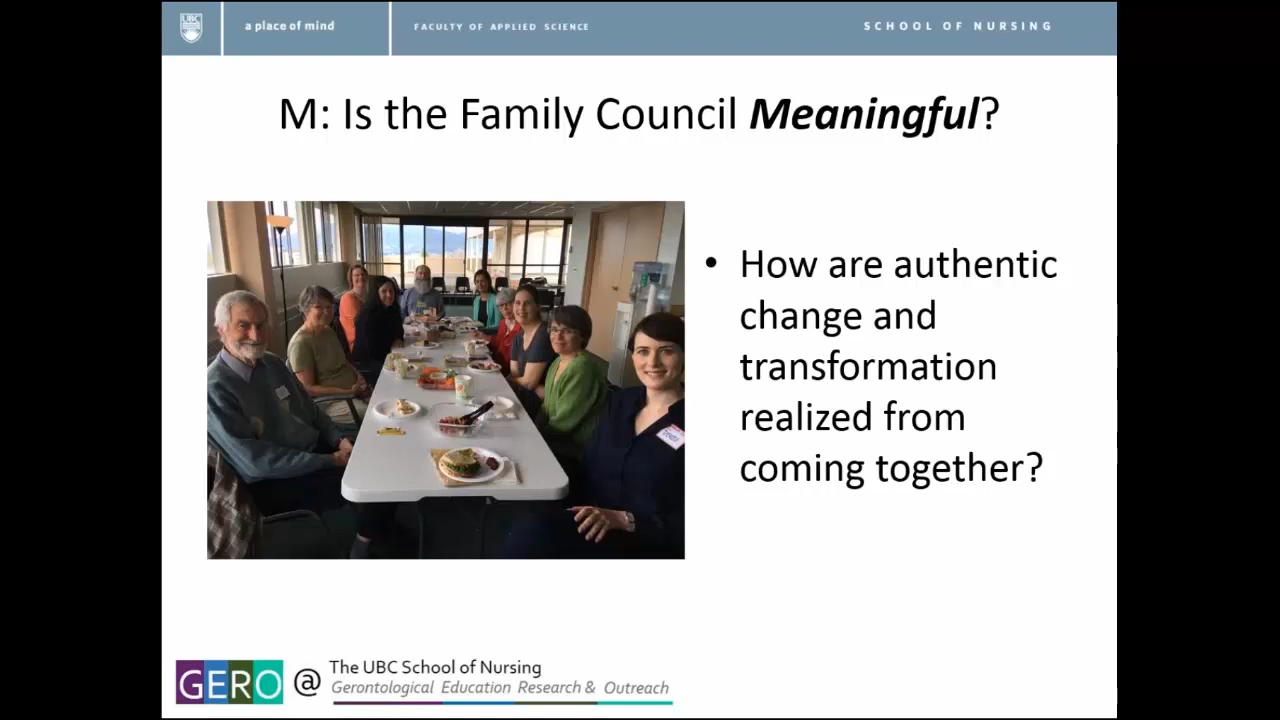 UBC
a place of mind
FACULTY OF APPLIED SCIENCE
SCHOOL OF NURSING
M: Is the Family Council Meaningful?
• How are authentic
change and
transformation
realized from
coming together?
GERO @ The UBC School of Nursing
Gerontological Education Research & Outreach